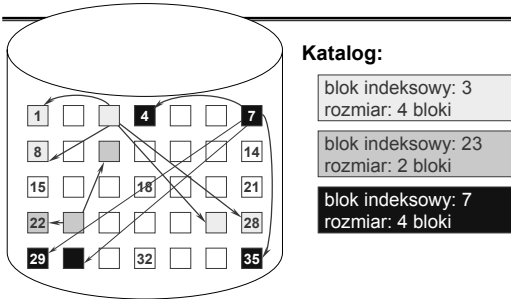 Katalog:
1 4 7
8 14
15 18 21
22 28
29 32 35
blok indeksowy: 3
rozmiar: 4 bloki
blok indeksowy: 23
rozmiar: 2 bloki
blok indeksowy: 7
rozmiar: 4 bloki